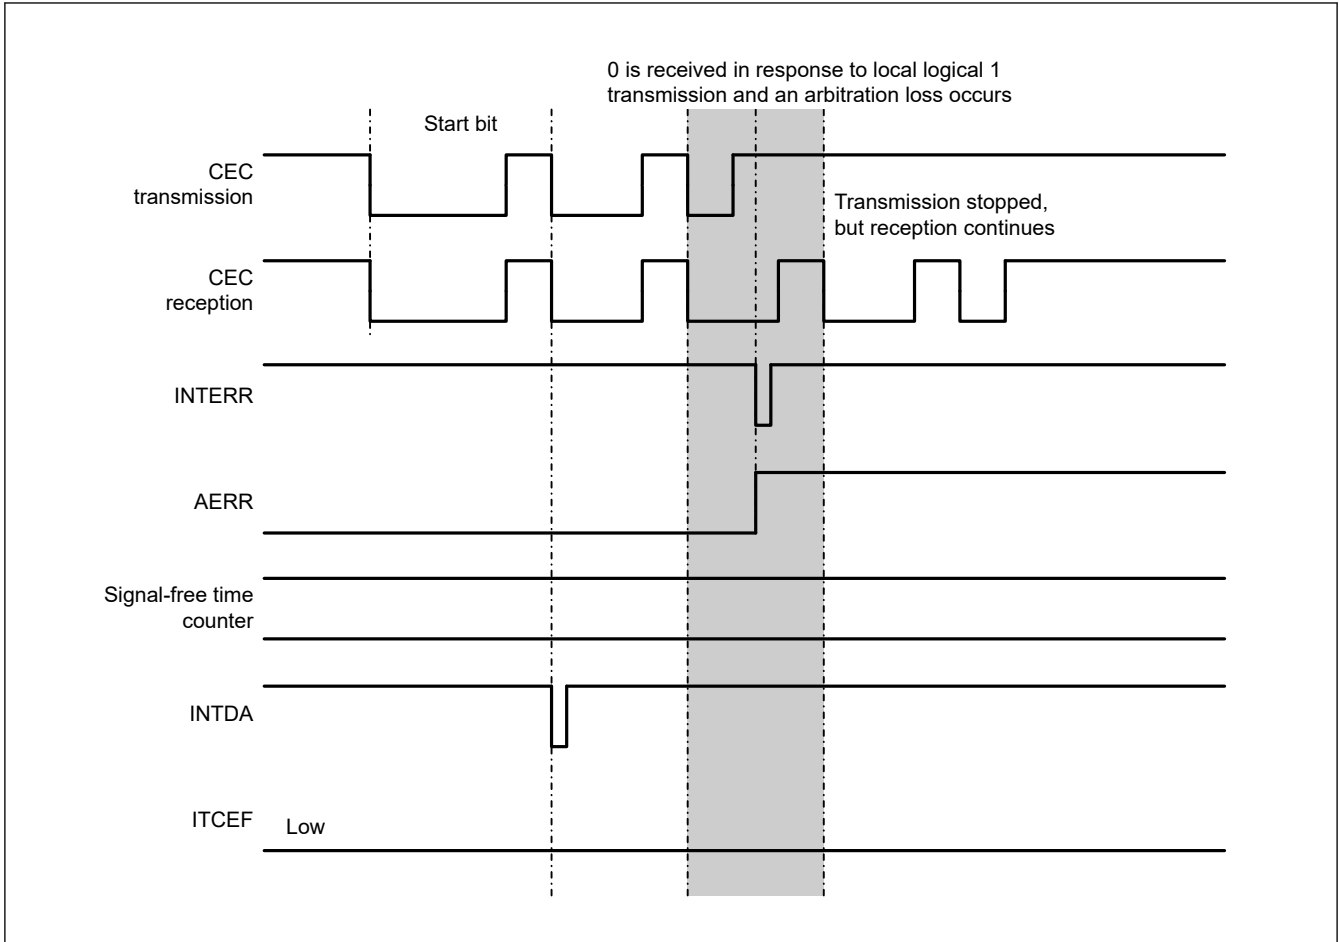 0 is received in response to local logical 1
transmission and an arbitration loss occurs
Start bit
CEC
transmission
Transmission stopped,
but reception continues
CEC
reception
INTERR
AERR
Signal-free time
counter
INTDA
ITCEF
Low